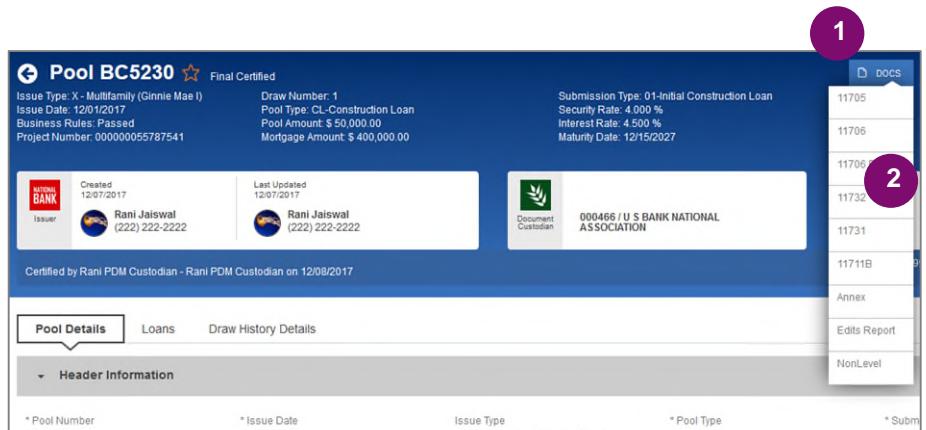 1
Pool BC5230 Final Certified
DOCS
Issue Type: X - Multifamily (Ginnie Mae I)
Issue Date: 12/01/2017
Business Rules: Passed
Project Number: 000000055787541
Draw Number: 1
Pool Type: CL-Construction Loan
Pool Amount: $ 50,000.00
Mortgage Amount: $ 400,000.00
Submission Type: 01-Initial Construction Loan
Security Rate: 4.000 %
Interest Rate: 4.500 %
Maturity Date: 12/15/2027
11705
11706
11706
2
11732
11731
11711B
Annex
Edits Report
NonLevel
NATIONAL
BANK
Issuer
Created
12/07/2017
Rani Jaiswal
(222) 222-2222
Last Updated
12/07/2017
Rani Jaiswal
(222) 222-2222
Document
Custodian
000466 / U S BANK NATIONAL
ASSOCIATION
Certified by Rani PDM Custodian - Rani PDM Custodian on 12/08/2017
Pool Details Loans Draw History Details
Header Information
* Pool Number * Issue Date Issue Type * Pool Type * Subm